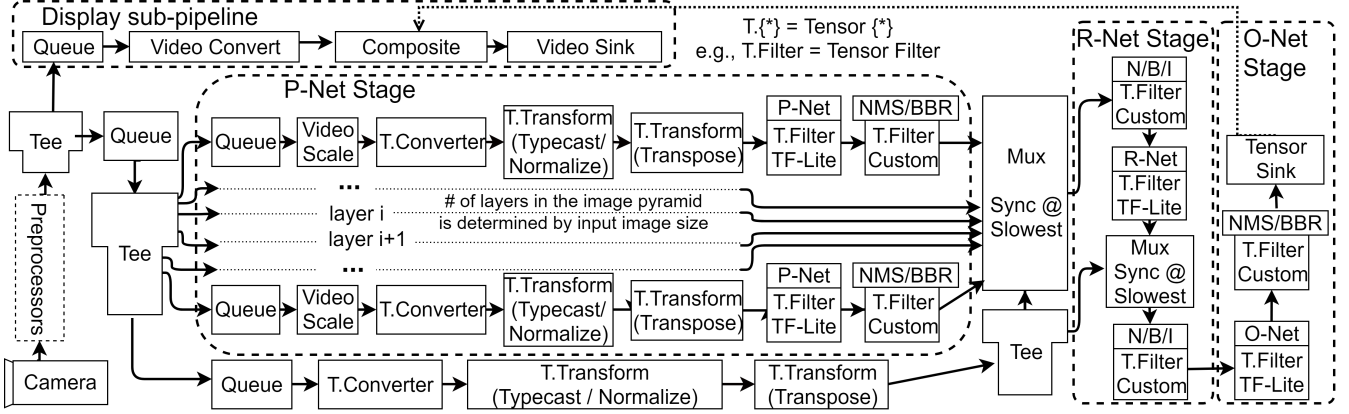 Display sub-pipeline
Queue
Video Convert
Composite
Video Sink
T.{*} = Tensor {*}
e.g., T.Filter = Tensor Filter
Tee
Queue
Preprocessors
Camera
Tee
P-Net Stage
Queue
Video
Scale
T.Converter
T.Transform
(Typecast/
Normalize)
T.Transform
(Transpose)
P-Net
T.Filter
TF-Lite
NMS/BBR
T.Filter
Custom
...
layer i
layer i+1
...
# of layers in the image pyramid
is determined by input image size
Queue
Video
Scale
T.Converter
T.Transform
(Typecast/
Normalize)
T.Transform
(Transpose)
P-Net
T.Filter
TF-Lite
NMS/BBR
T.Filter
Custom
Queue
T.Converter
T.Transform
(Typecast / Normalize)
T.Transform
(Transpose)
Mux
Sync @
Slowest
Tee
R-Net Stage
N/B/I
T.Filter
Custom
R-Net
T.Filter
TF-Lite
Mux
Sync @
Slowest
N/B/I
T.Filter
Custom
O-Net
Stage
Tensor
Sink
NMS/BBR
T.Filter
Custom
O-Net
T.Filter
TF-Lite